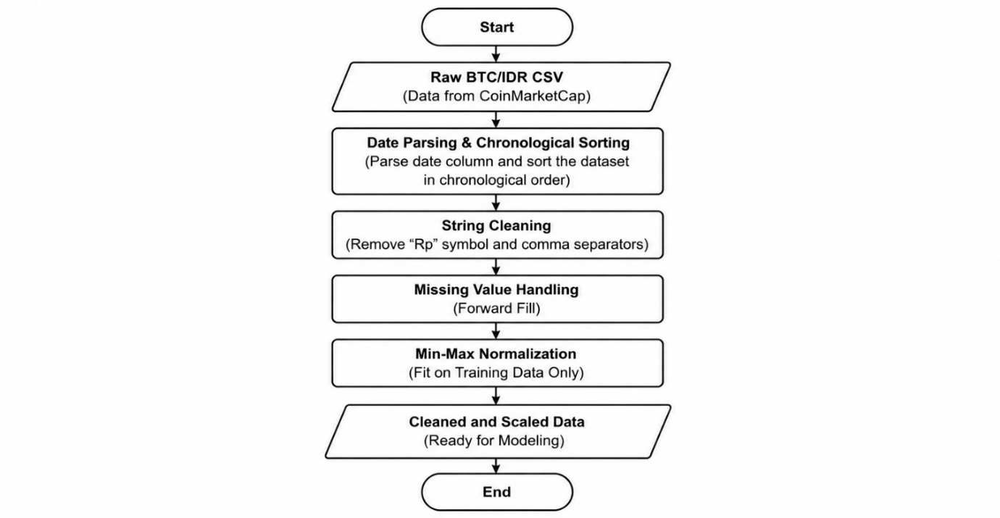 Start
Raw BTC/IDR CSV
(Data from CoinMarketCap)
Date Parsing & Chronological Sorting
(Parse date column and sort the dataset
in chronological order)
String Cleaning
(Remove “Rp” symbol and comma separators)
Missing Value Handling
(Forward Fill)
Min-Max Normalization
(Fit on Training Data Only)
Cleaned and Scaled Data
(Ready for Modeling)
End